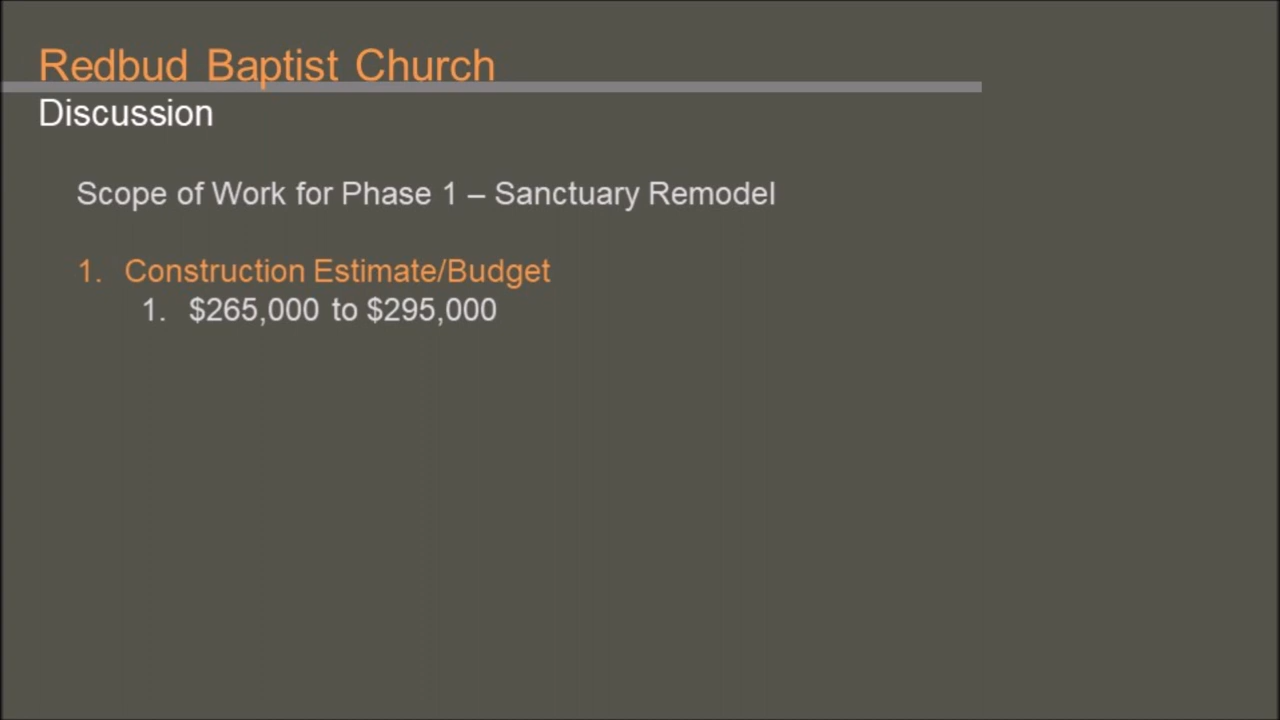 Redbud Baptist Church
Discussion
Scope of Work for Phase 1 – Sanctuary Remodel
1. Construction Estimate/Budget
1. $265,000 to $295,000